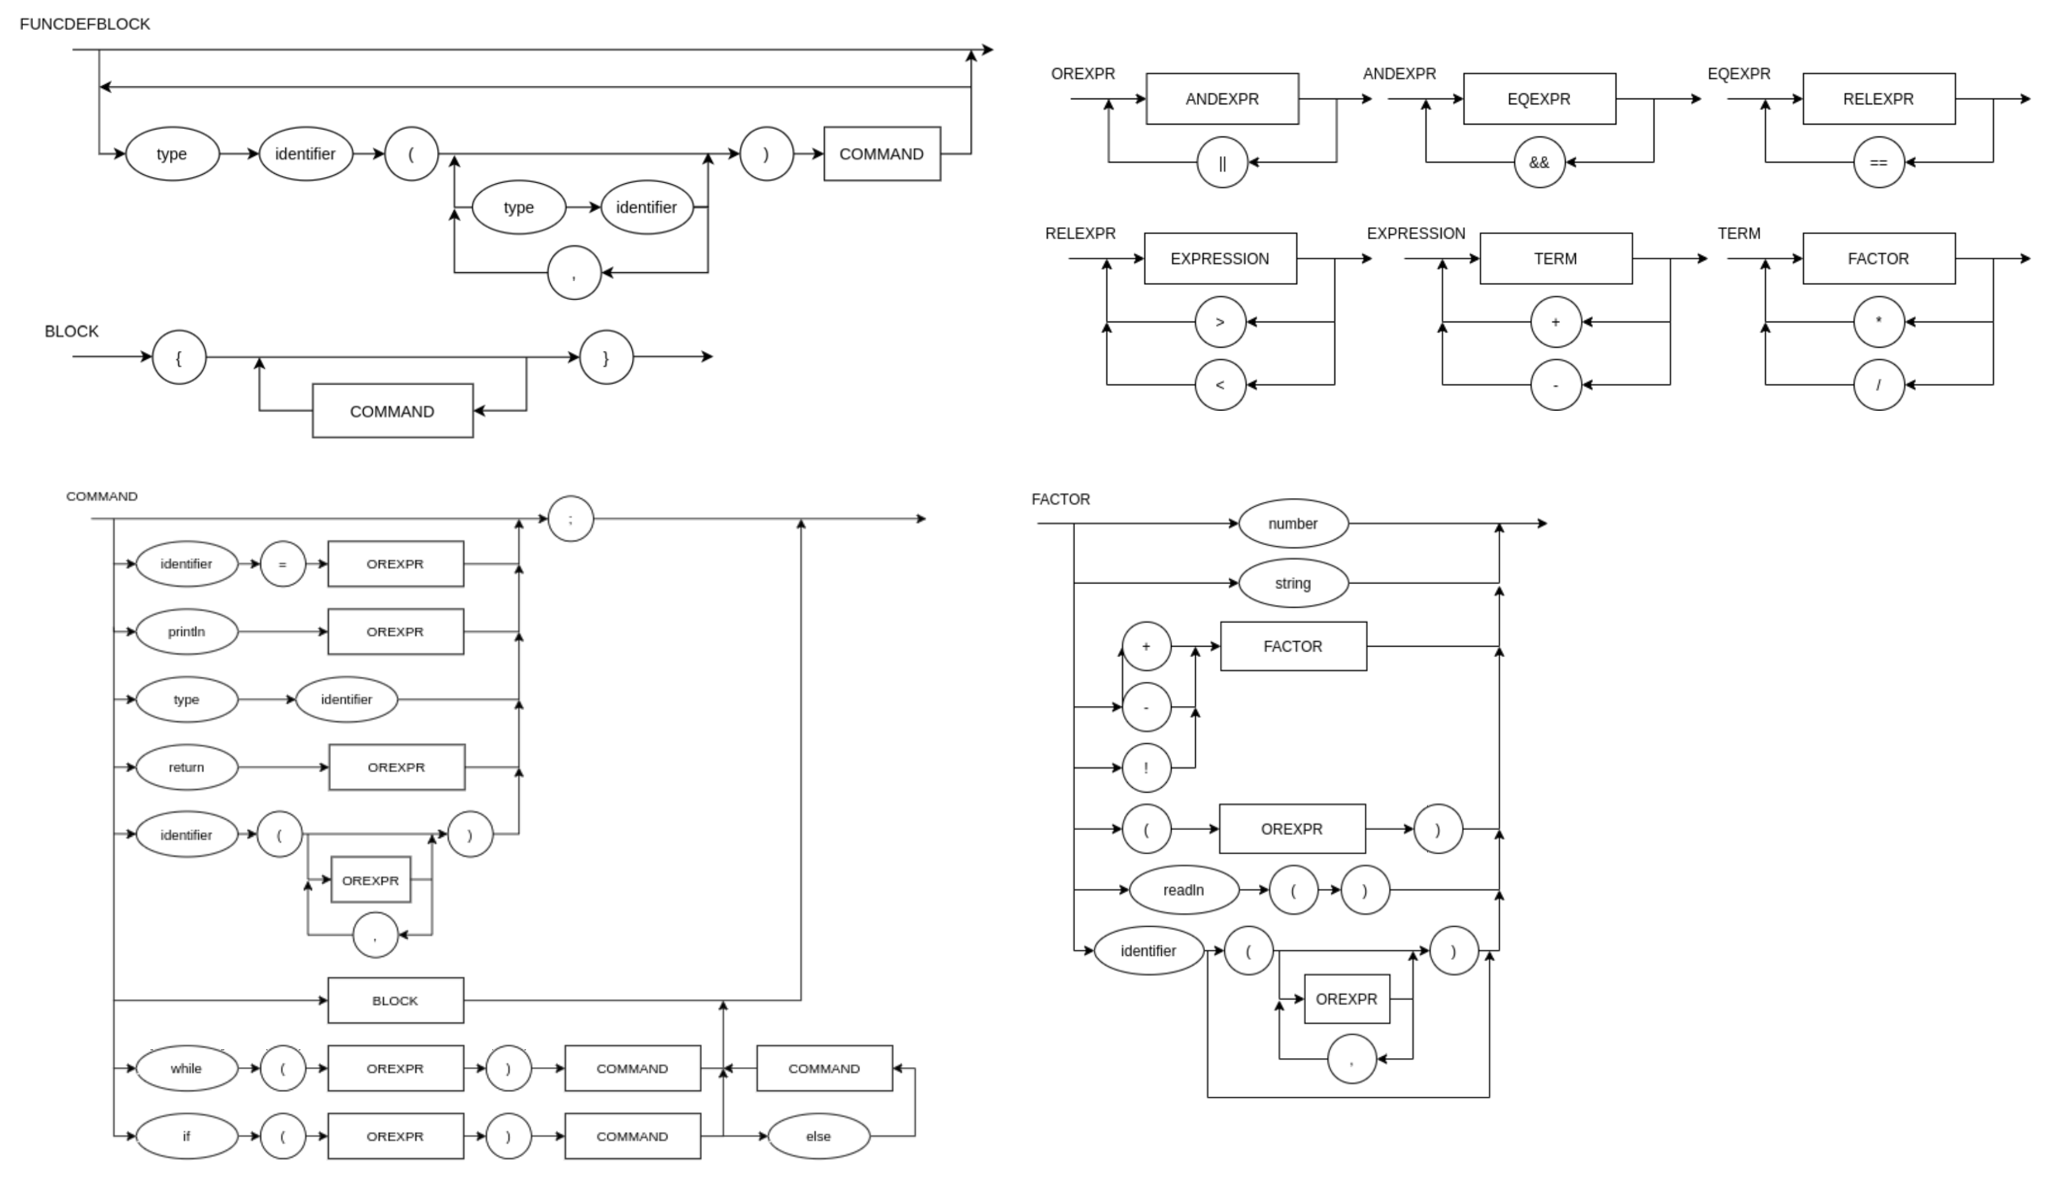 FUNCDEFBLOCK
type identifier ( ) COMMAND
type identifier
,
BLOCK
{ }
COMMAND
OREXPR ANDEXPR
||
ANDEXPR EQEXPR
&&
EQEXPR RELEXPR
==
RELEXPR
EXPRESSION
>
<
EXPRESSION
TERM
+
-
TERM
FACTOR
*
/
COMMAND
;
identifier = OREXPR
println OREXPR
type identifier
return OREXPR
identifier ( )
OREXPR
,
BLOCK
while ( OREXPR ) COMMAND COMMAND
if ( OREXPR ) COMMAND else
FACTOR
number
string
+ FACTOR
-
!
( OREXPR )
readln ( )
identifier ( )
OREXPR
,